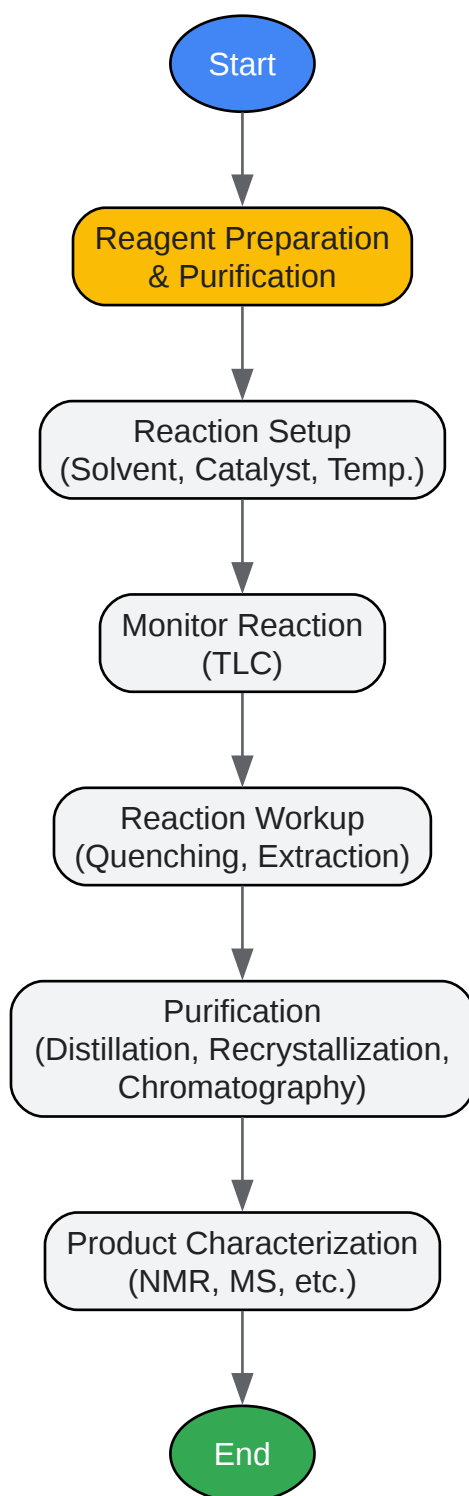 Start
Reagent Preparation
& Purification
Reaction Setup
(Solvent, Catalyst, Temp.)
Monitor Reaction
(TLC)
Reaction Workup
(Quenching, Extraction)
Purification
(Distillation, Recrystallization,
Chromatography)
Product Characterization
(NMR, MS, etc.)
End